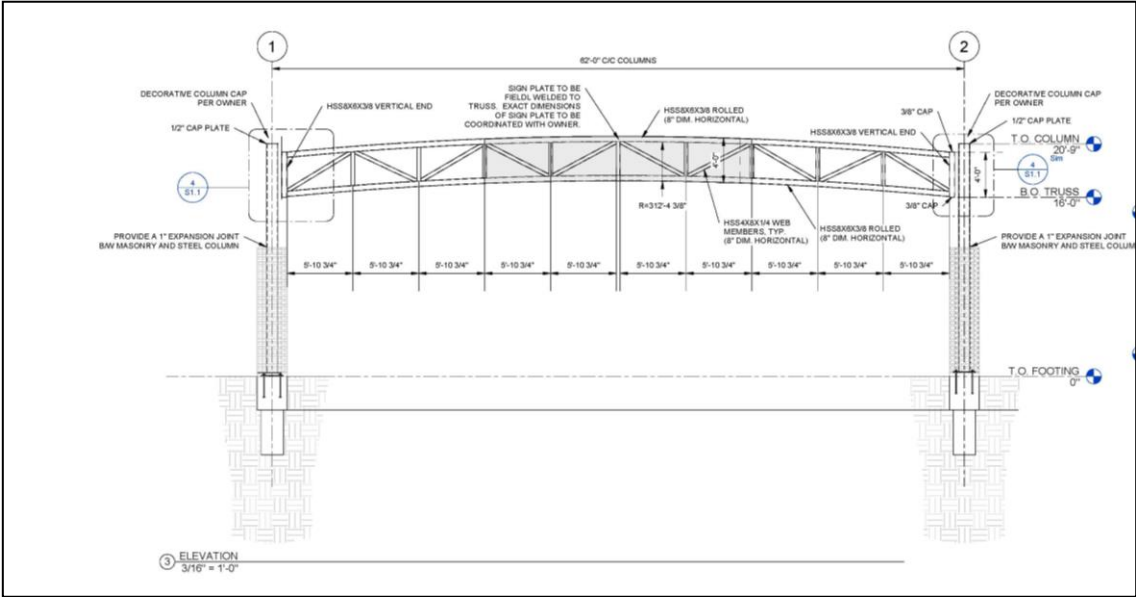 1
2
62'-0" C/C COLUMNS
DECORATIVE COLUMN CAP
PER OWNER
1/2" CAP PLATE
HSS8X6X3/8 VERTICAL END
SIGN PLATE TO BE
FIELDL WELDED TO
TRUSS. EXACT DIMENSIONS
OF SIGN PLATE TO BE
COORDINATED WITH OWNER.
HSS8X6X3/8 ROLLED
(8" DIM. HORIZONTAL)
HSS8X6X3/8 VERTICAL END
3/8" CAP
DECORATIVE COLUMN CAP
PER OWNER
1/2" CAP PLATE
T.O. COLUMN
20'-9"
4
S1.1
4'-0"
4'-0"
4
S1.1
Sim
B.O. TRUSS
16'-0"
3/8" CAP
R=312'-4 3/8"
HSS4X8X1/4 WEB
MEMBERS, TYP.
(8" DIM. HORIZONTAL)
HSS8X6X3/8 ROLLED
(8" DIM. HORIZONTAL)
PROVIDE A 1" EXPANSION JOINT
B/W MASONRY AND STEEL COLUMN
PROVIDE A 1" EXPANSION JOINT
B/W MASONRY AND STEEL COLUM
5'-10 3/4" 5'-10 3/4" 5'-10 3/4" 5'-10 3/4" 5'-10 3/4" 5'-10 3/4" 5'-10 3/4" 5'-10 3/4" 5'-10 3/4" 5'-10 3/4"
T.O. FOOTING
0"
3 ELEVATION
3/16" = 1'-0"